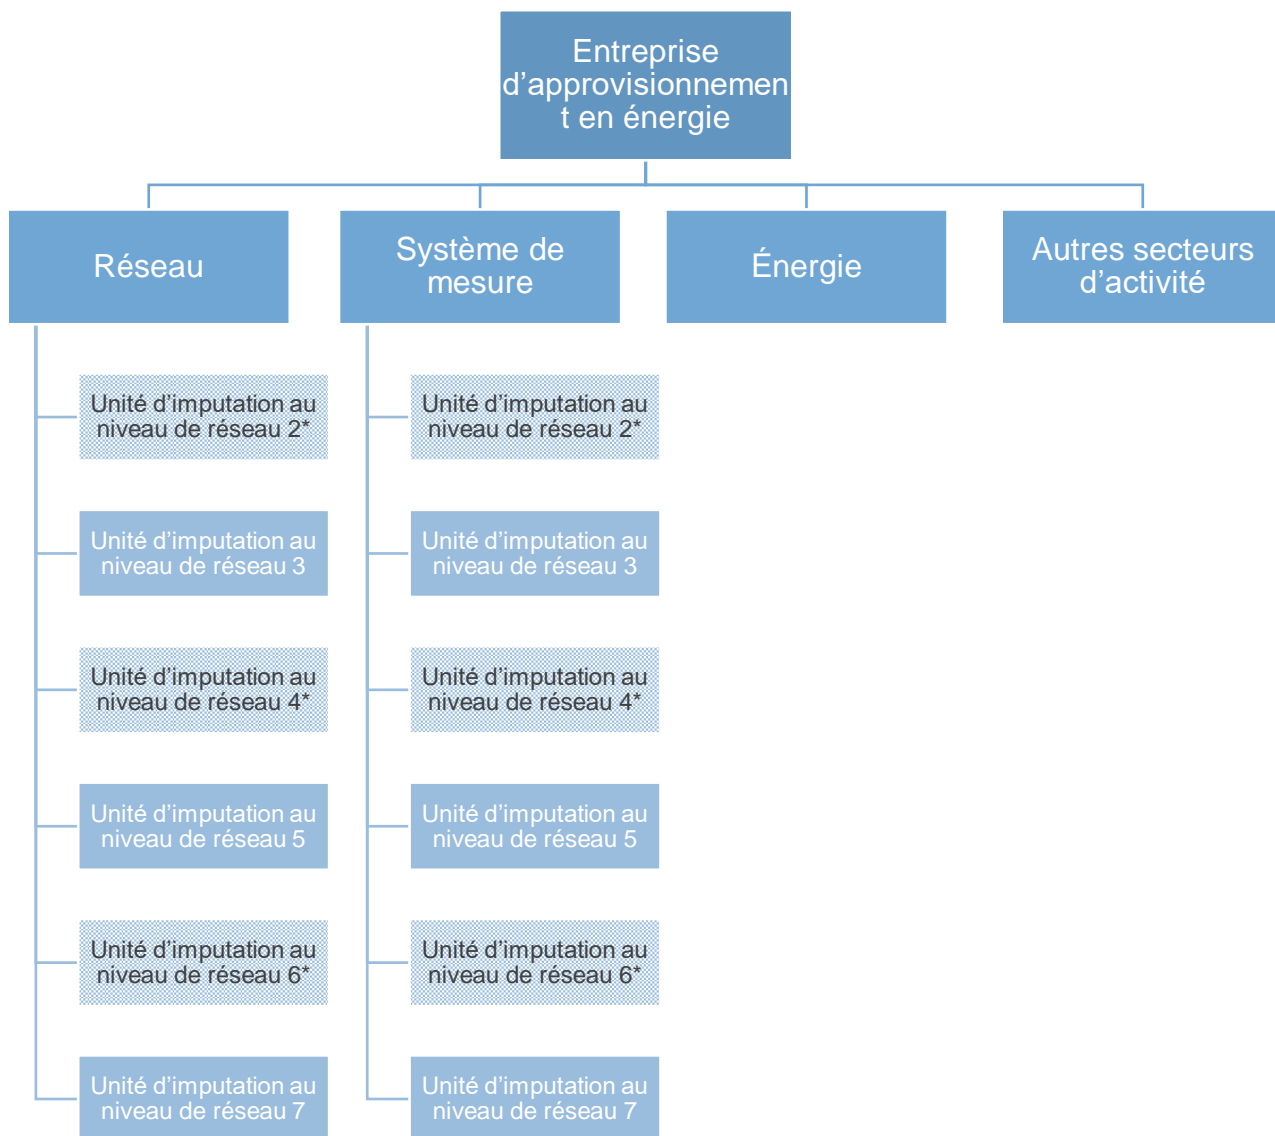 Entreprise
d’approvisionnemen
t en énergie
Réseau
Système de
mesure
Énergie
Autres secteurs
d’activité
Unité d’imputation au
niveau de réseau 2*
Unité d’imputation au
niveau de réseau 3
Unité d’imputation au
niveau de réseau 4*
Unité d’imputation au
niveau de réseau 5
Unité d’imputation au
niveau de réseau 6*
Unité d’imputation au
niveau de réseau 7
Unité d’imputation au
niveau de réseau 2*
Unité d’imputation au
niveau de réseau 3
Unité d’imputation au
niveau de réseau 4*
Unité d’imputation au
niveau de réseau 5
Unité d’imputation au
niveau de réseau 6*
Unité d’imputation au
niveau de réseau 7